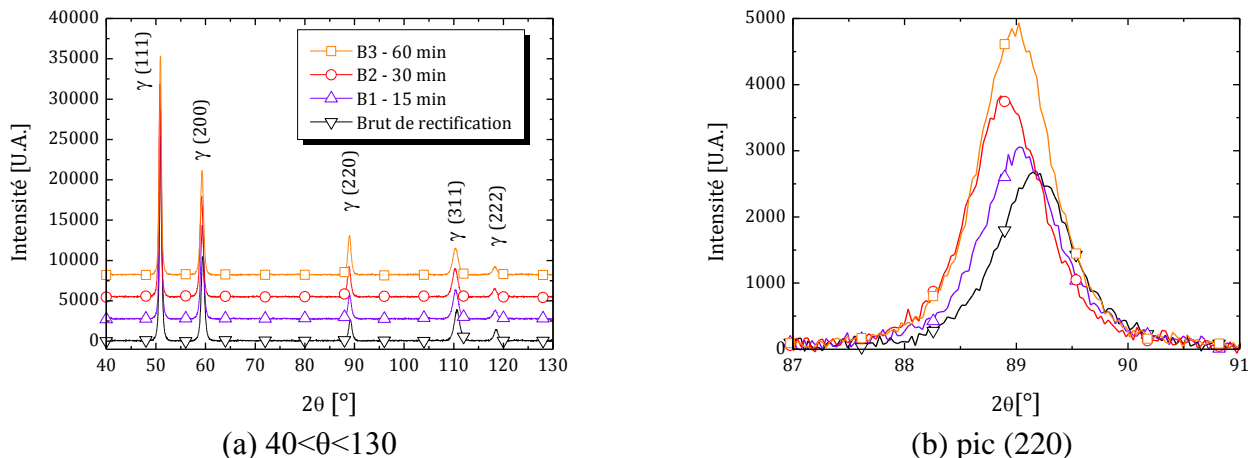 40000
35000
30000
25000
20000
15000
10000
5000
0
Intensité [U.A.]
γ (111)
γ (200)
γ (220)
γ (311)
γ (222)
B3 - 60 min
B2 - 30 min
B1 - 15 min
Brut de rectification
40 50 60 70 80 90 100 110 120 130
2θ [°]
(a) 40<θ<130
5000
4000
3000
2000
1000
0
Intensité [U.A.]
87 88 89 90 91
2θ[°]
(b) pic (220)